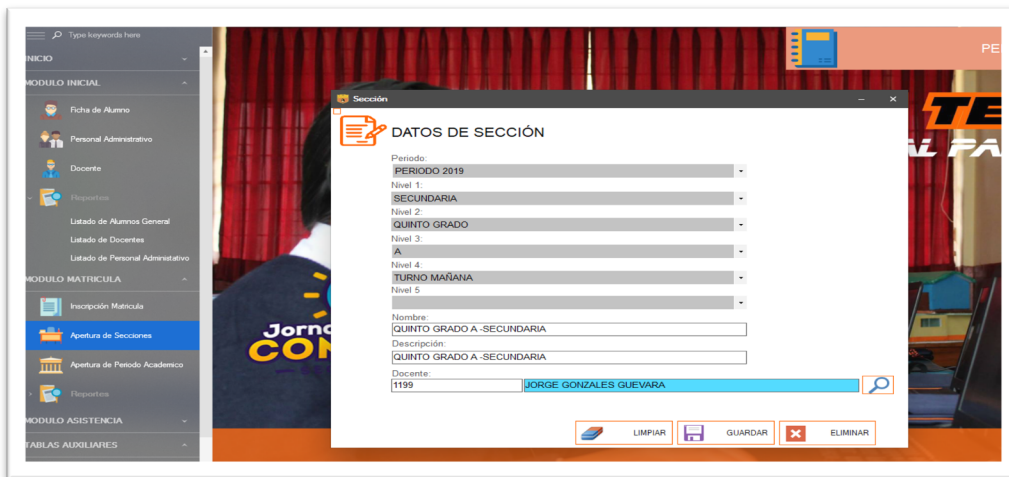 Type keywords here
INICIO
MODULO INICIAL
Ficha de Alumno
Personal Administrativo
Docente
Reportes
Listado de Alumnos General
Listado de Docentes
Listado de Personal Administativo
MODULO MATRICULA
Inscripción Matricula
Apertura de Secciones
Apertura de Periodo Academico
Reportes
MODULO ASISTENCIA
TABLAS AUXILIARES
PE
TE
AL PA
Jorn
CON
Sección
DATOS DE SECCIÓN
Periodo:
PERIODO 2019
Nivel 1:
SECUNDARIA
Nivel 2:
QUINTO GRADO
Nivel 3:
A
Nivel 4:
TURNO MAÑANA
Nivel 5
Nombre:
QUINTO GRADO A -SECUNDARIA
Descripción:
QUINTO GRADO A -SECUNDARIA
Docente:
1199 JORGE GONZALES GUEVARA
LIMPIAR GUARDAR ELIMINAR